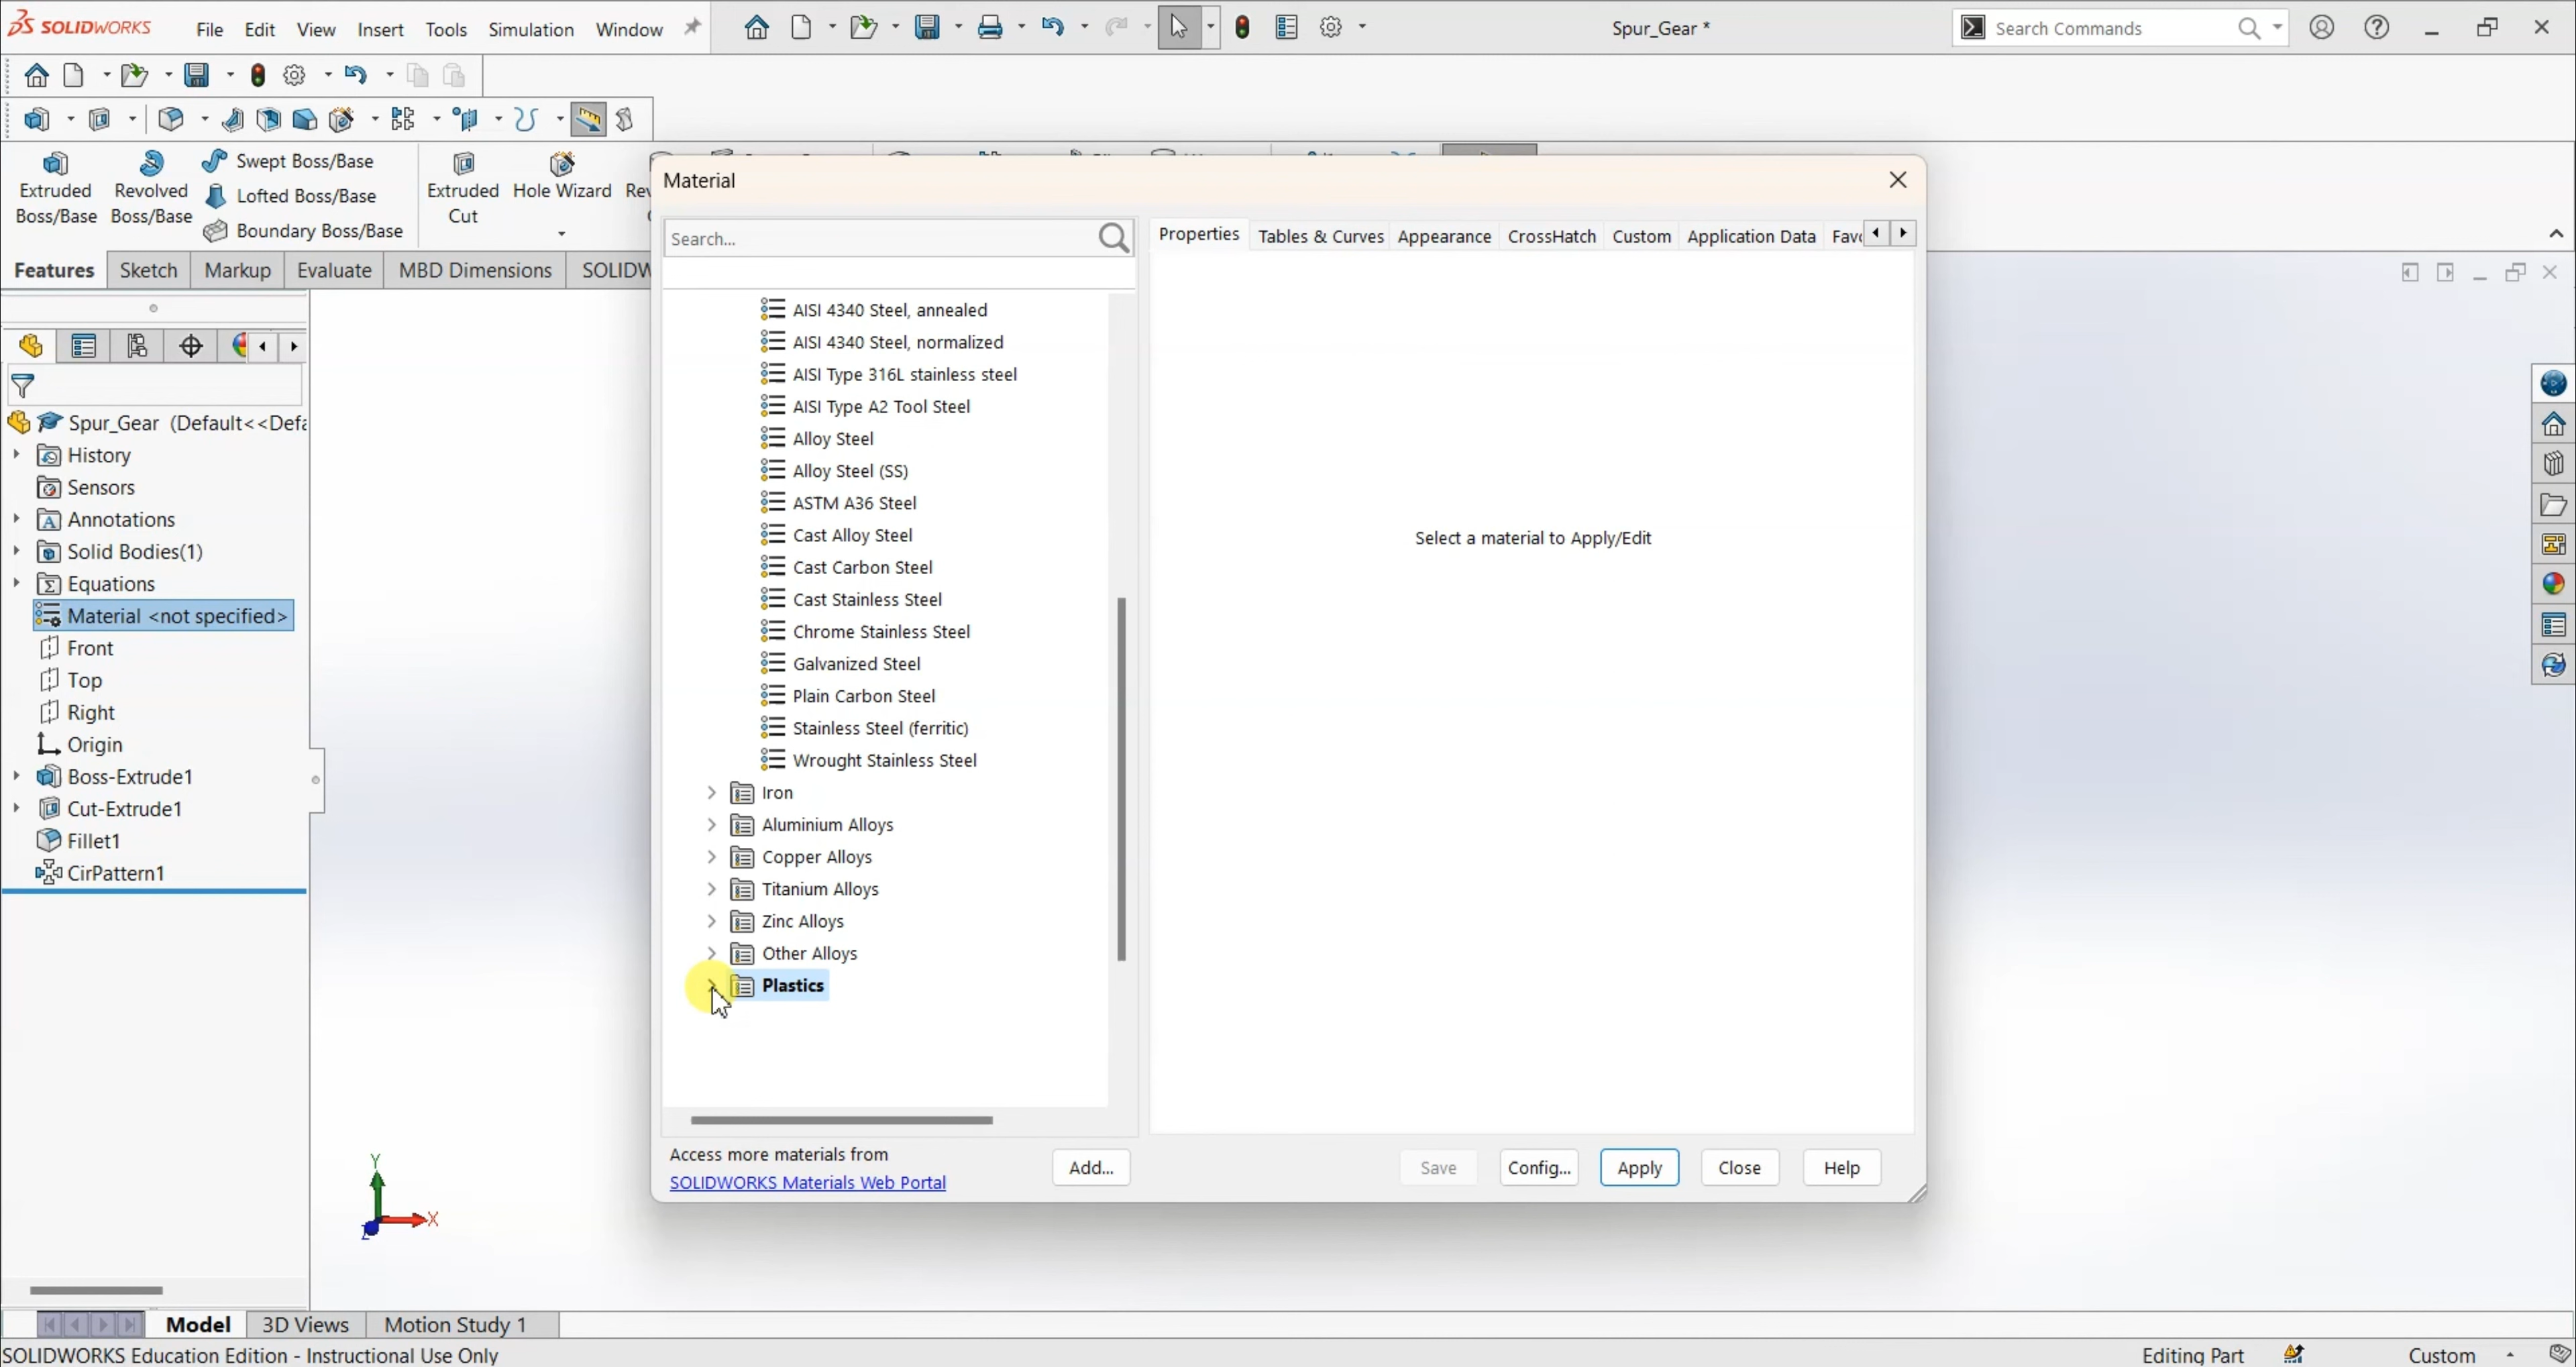 SOLIDWORKS
File Edit View Insert Tools Simulation Window
Spur_Gear *
Search Commands
Extruded Boss/Base
Revolved Boss/Base
Swept Boss/Base
Lofted Boss/Base
Boundary Boss/Base
Extruded Cut
Hole Wizard
Rev
Features Sketch Markup Evaluate MBD Dimensions SOLIDW
Spur_Gear (Default<<Defa
History
Sensors
Annotations
Solid Bodies(1)
Equations
Material <not specified>
Front
Top
Right
Origin
Boss-Extrude1
Cut-Extrude1
Fillet1
CirPattern1
Material
Search...
AISI 4340 Steel, annealed
AISI 4340 Steel, normalized
AISI Type 316L stainless steel
AISI Type A2 Tool Steel
Alloy Steel
Alloy Steel (SS)
ASTM A36 Steel
Cast Alloy Steel
Cast Carbon Steel
Cast Stainless Steel
Chrome Stainless Steel
Galvanized Steel
Plain Carbon Steel
Stainless Steel (ferritic)
Wrought Stainless Steel
Iron
Aluminium Alloys
Copper Alloys
Titanium Alloys
Zinc Alloys
Other Alloys
Plastics
Properties Tables & Curves Appearance CrossHatch Custom Application Data Favo
Select a material to Apply/Edit
Access more materials from
SOLIDWORKS Materials Web Portal
Add... Save Config... Apply Close Help
Y
X
Z
Model 3D Views Motion Study 1
SOLIDWORKS Education Edition - Instructional Use Only
Editing Part Custom